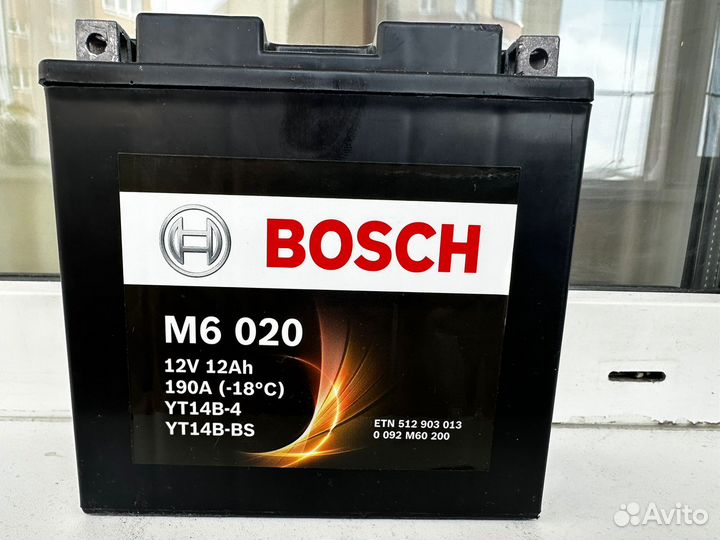 BOSCH
M6 020
12V 12Ah
190A (-18°C)
YT14B-4
YT14B-BS
ETN 512 903 013
0 092 M60 200
Avito